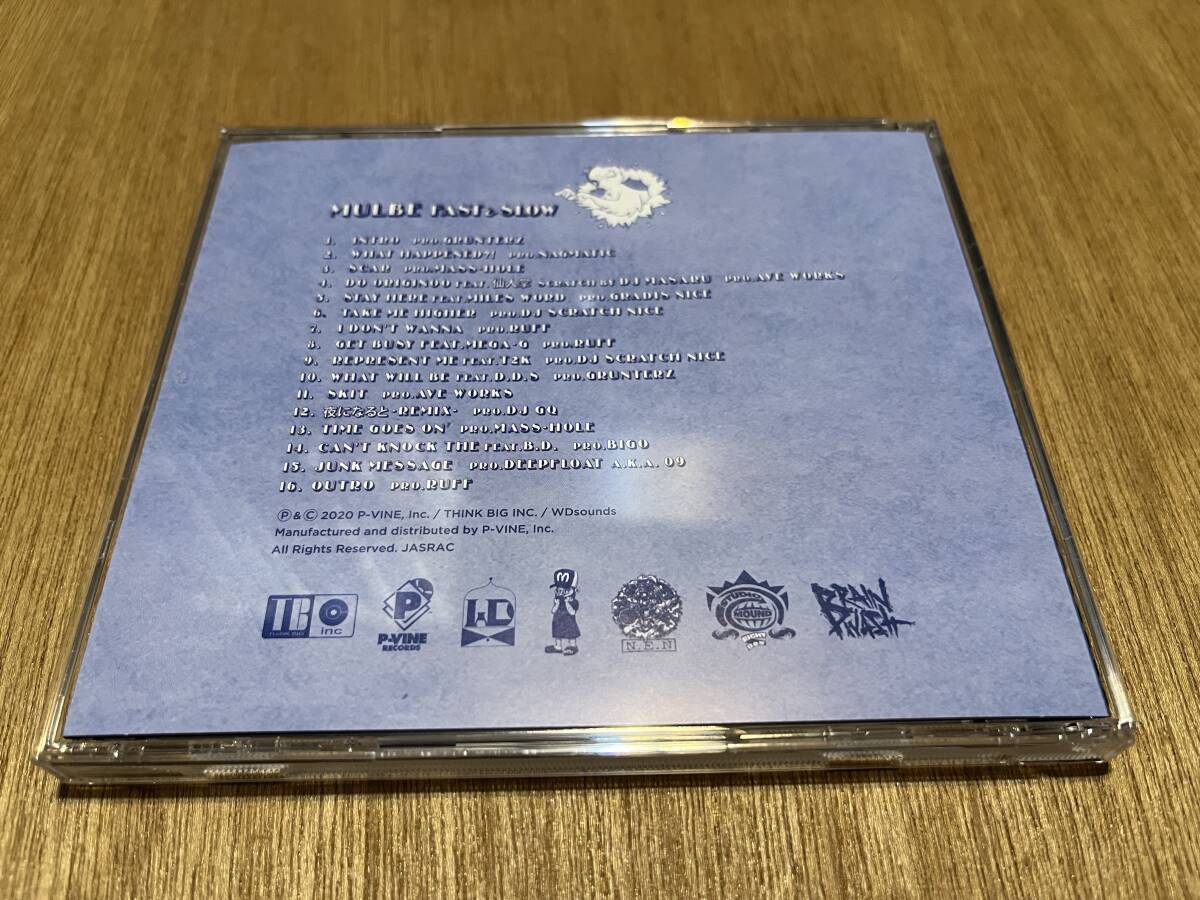 MULBE FAST & SLOW
1. INTRO PRO.GRUNTERZ
2. WHAT HAPPENED?! PRO.NAGMATIC
3. SCAR PRO.MASS-HOLE
4. DO ORIGINOO FEAT. 仙人掌 SCRATCH BY DJ MASARU PRO.AVE WORKS
5. STAY HERE FEAT.MILES WORD PRO.GRADIS NICE
6. TAKE ME HIGHER PRO.DJ SCRATCH NICE
7. I DON'T WANNA PRO.RUFF
8. GET BUSY FEAT.MEGA-G PRO.RUFF
9. REPRESENT ME FEAT.T2K PRO.DJ SCRATCH NICE
10. WHAT WILL BE FEAT.D.D.S PRO.GRUNTERZ
11. SKIT PRO.AVE WORKS
12. 夜になると-REMIX- PRO.DJ GQ
13. TIME GOES ON' PRO.MASS-HOLE
14. CAN'T KNOCK THE FEAT.B.D. PRO.BIGO
15. JUNK MESSAGE PRO.DEEPFLOAT A.K.A. 09
16. OUTRO PRO.RUFF
Ⓟ & Ⓒ 2020 P-VINE, Inc. / THINK BIG INC. / WDsounds
Manufactured and distributed by P-VINE, Inc.
All Rights Reserved. JASRAC
THINK BIG inc
P P-VINE RECORDS
WD
M
N.E.N
STUDIO MOUND EIGHT